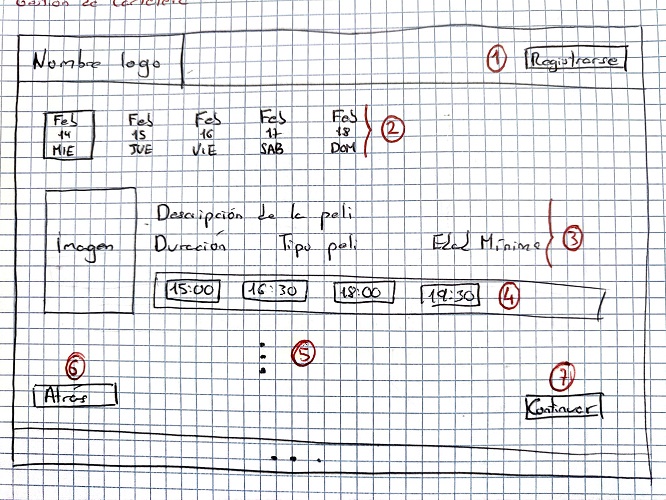 Gestión de Cartelera
Nombre logo 1 Registrarse
Feb Feb Feb Feb Feb
14 15 16 17 18 2
MIE JUE VIE SAB DOM
Descripción de la peli
Imagen Duración Tipo peli Edad Mínima 3
15:00 16:30 18:00 19:30 4
5
6 7
Atrás Continuar
...